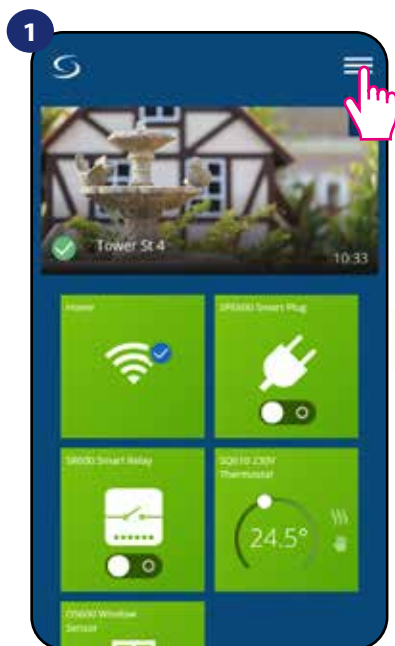 1
Tower St 4
10:33
Home
SPE600 Smart Plug
SR600 Smart Relay
SQ610 230V
Thermostat
24.5°
OS600 Window
Sensor